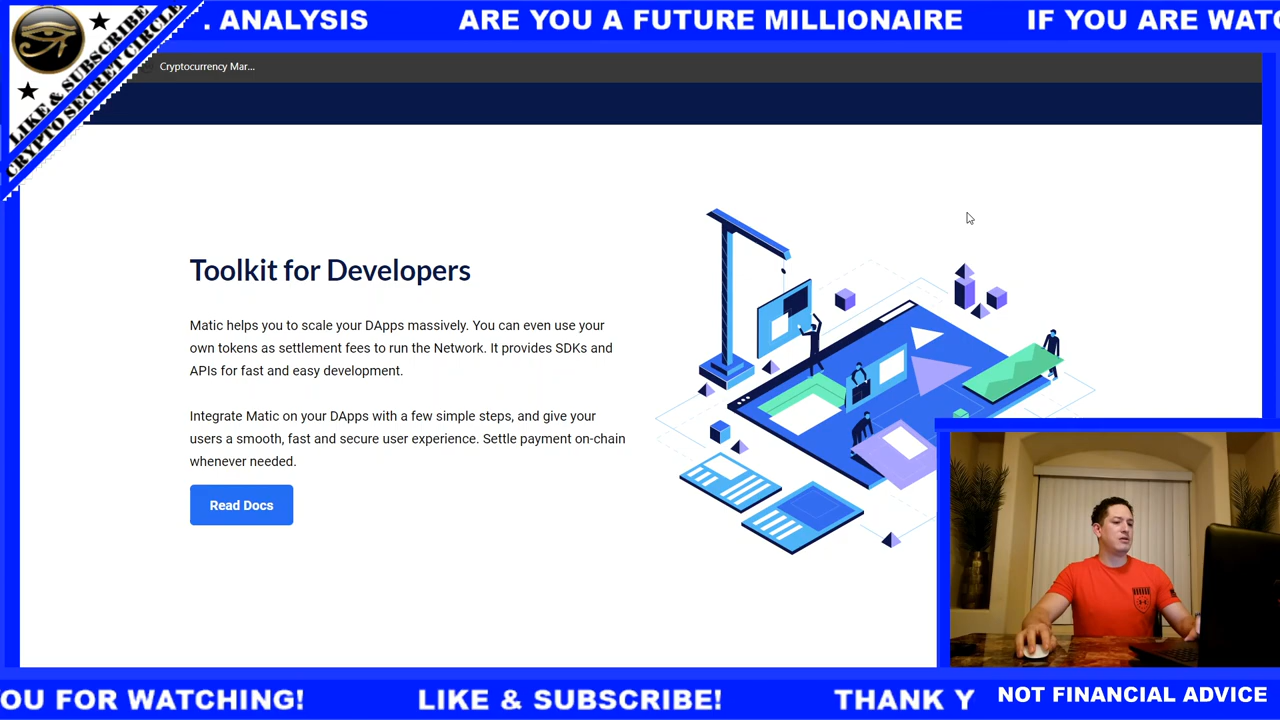 . ANALYSIS ARE YOU A FUTURE MILLIONAIRE IF YOU ARE WATC
LIKE & SUBSCRIBE
CRYPTO SECRET CIRCLE
Cryptocurrency Mar...
Toolkit for Developers
Matic helps you to scale your DApps massively. You can even use your
own tokens as settlement fees to run the Network. It provides SDKs and
APIs for fast and easy development.
Integrate Matic on your DApps with a few simple steps, and give your
users a smooth, fast and secure user experience. Settle payment on-chain
whenever needed.
Read Docs
OU FOR WATCHING! LIKE & SUBSCRIBE! THANK Y
NOT FINANCIAL ADVICE